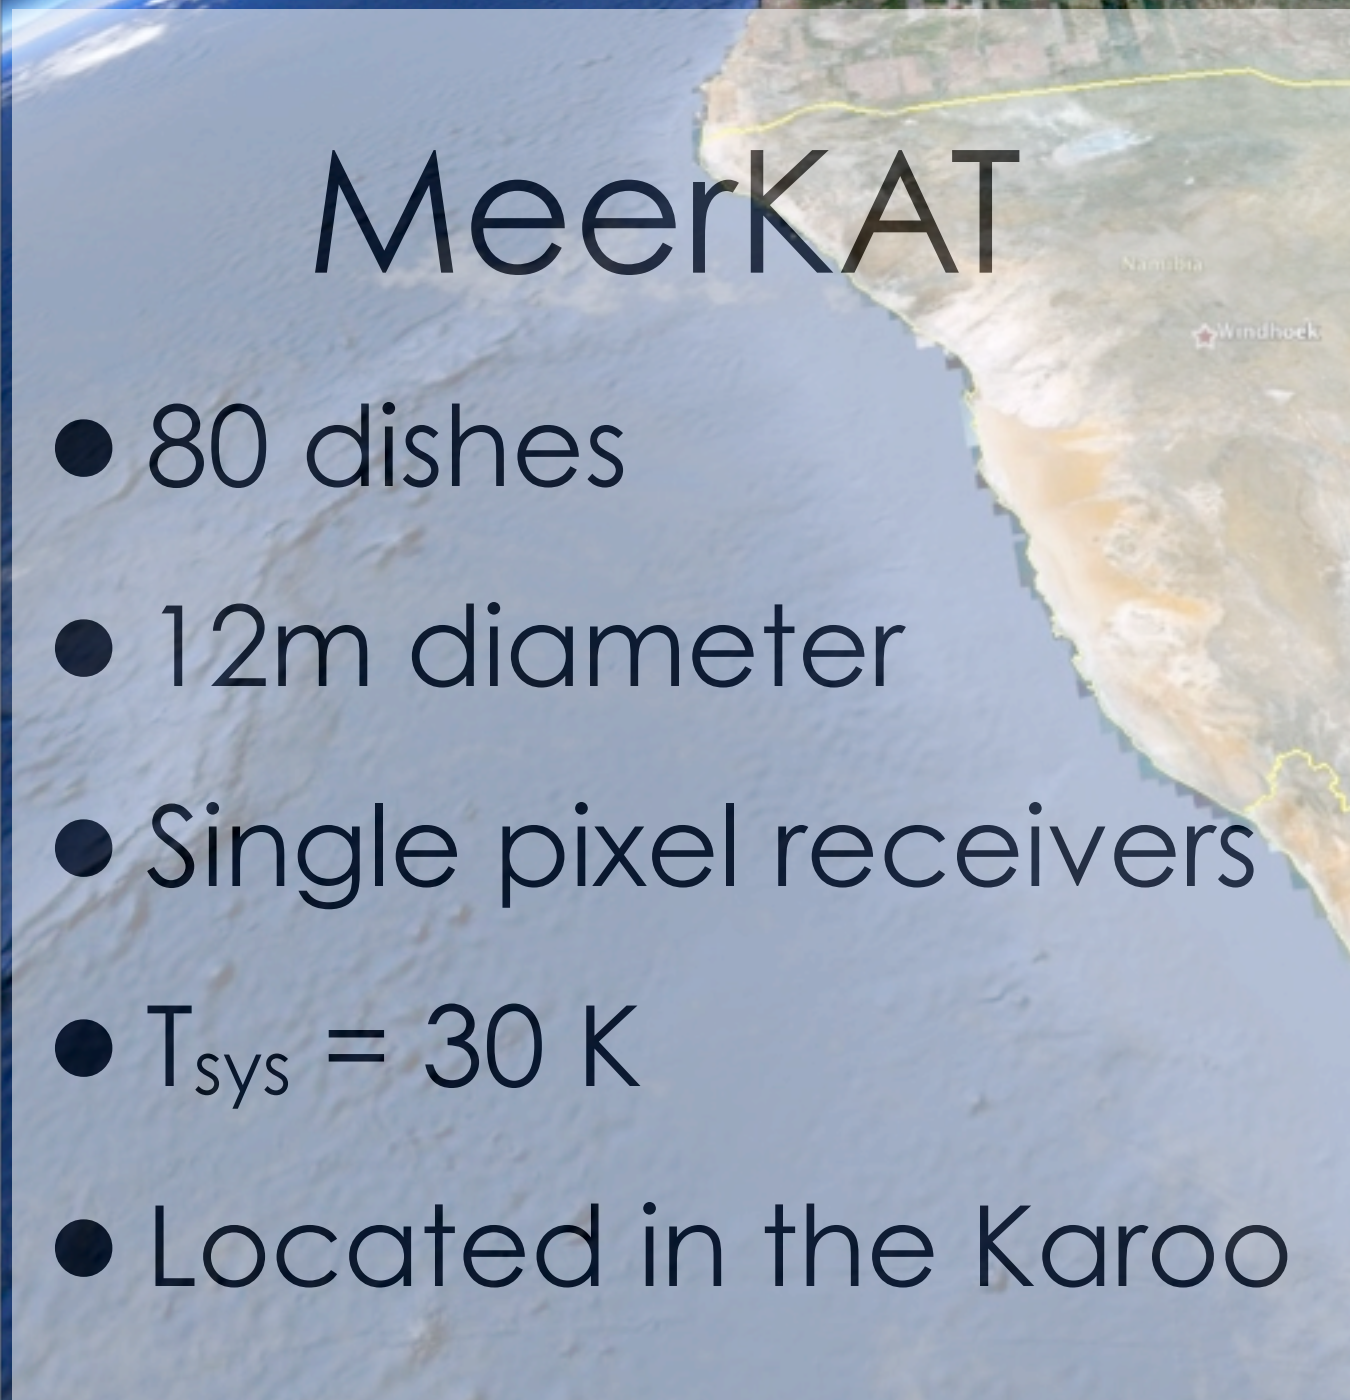 MeerKAT
Namibia
Windhoek
• 80 dishes
• 12m diameter
• Single pixel receivers
• Tsys = 30 K
• Located in the Karoo